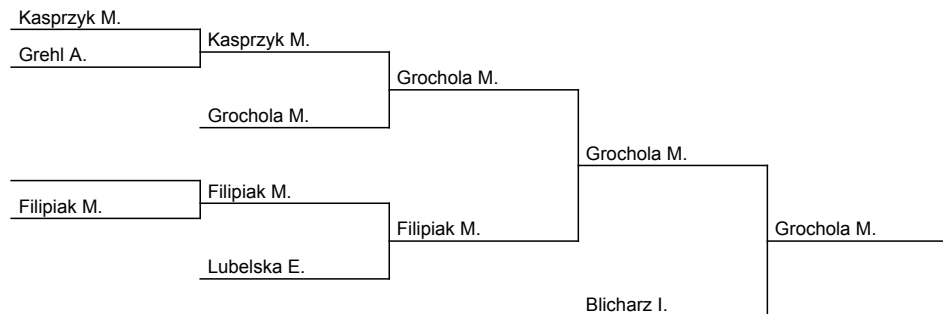 Kasprzyk M.
Grehl A.
Kasprzyk M.
Grochola M.
Grochola M.
Grochola M.
Filipiak M.
Filipiak M.
Filipiak M.
Lubelska E.
Grochola M.
Blicharz I.